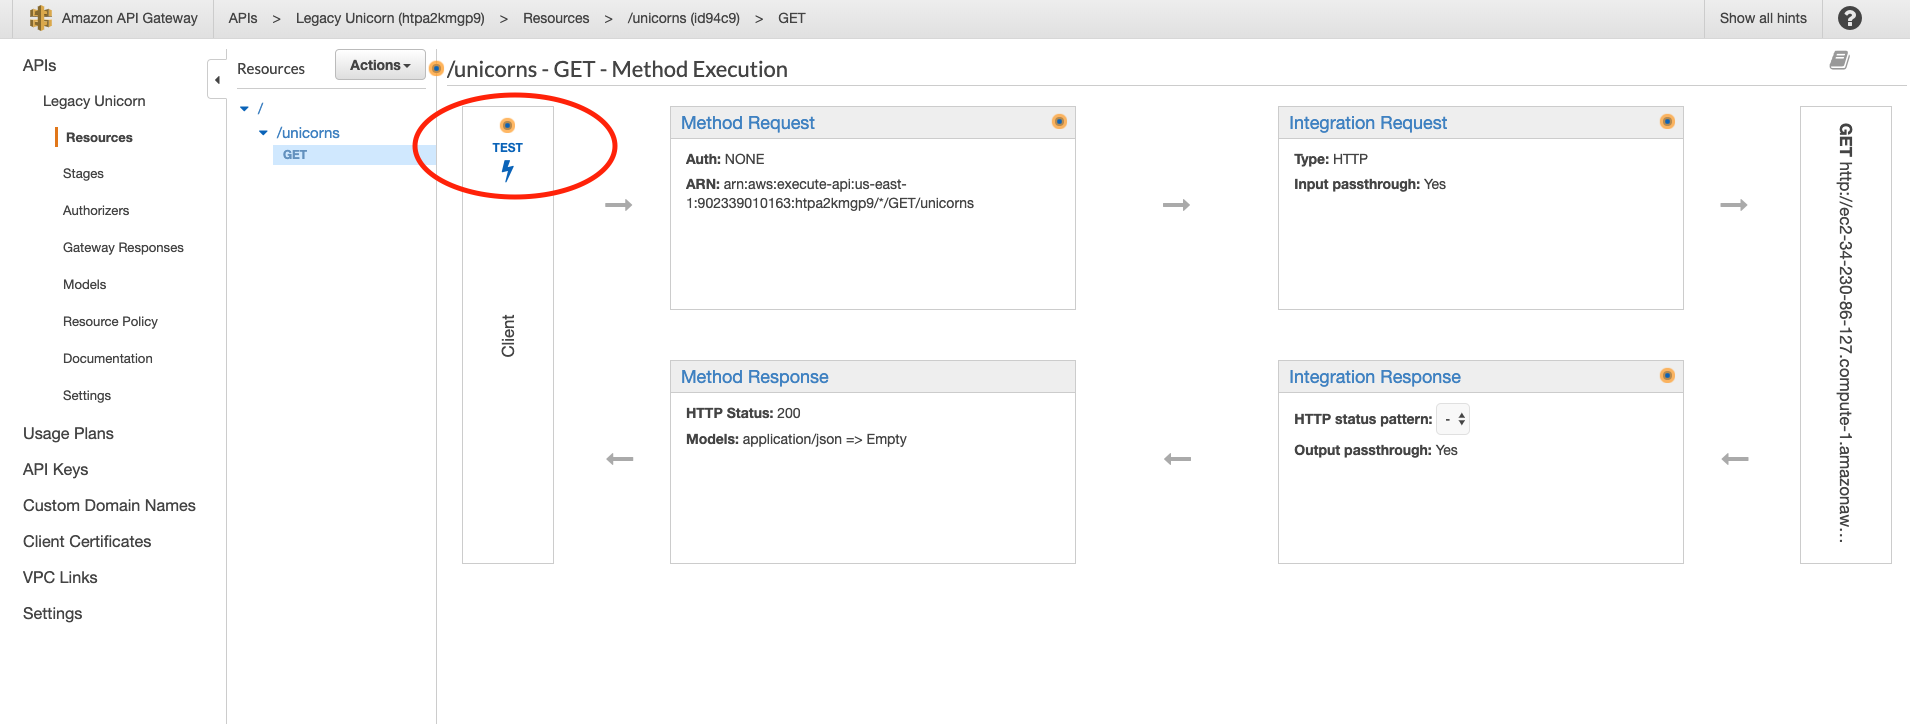 Amazon API Gateway
APIs > Legacy Unicorn (htpa2kmgp9) > Resources > /unicorns (id94c9) > GET
Show all hints
?
APIs
Legacy Unicorn
Resources
Stages
Authorizers
Gateway Responses
Models
Resource Policy
Documentation
Settings
Usage Plans
API Keys
Custom Domain Names
Client Certificates
VPC Links
Settings
Resources
Actions
/
/unicorns
GET
/unicorns - GET - Method Execution
TEST
Client
Method Request
Auth: NONE
ARN: arn:aws:execute-api:us-east-
1:902339010163:htpa2kmgp9/*/GET/unicorns
Integration Request
Type: HTTP
Input passthrough: Yes
GET http://ec2-34-230-86-127.compute-1.amazonaw...
Method Response
HTTP Status: 200
Models: application/json => Empty
Integration Response
HTTP status pattern: -
Output passthrough: Yes